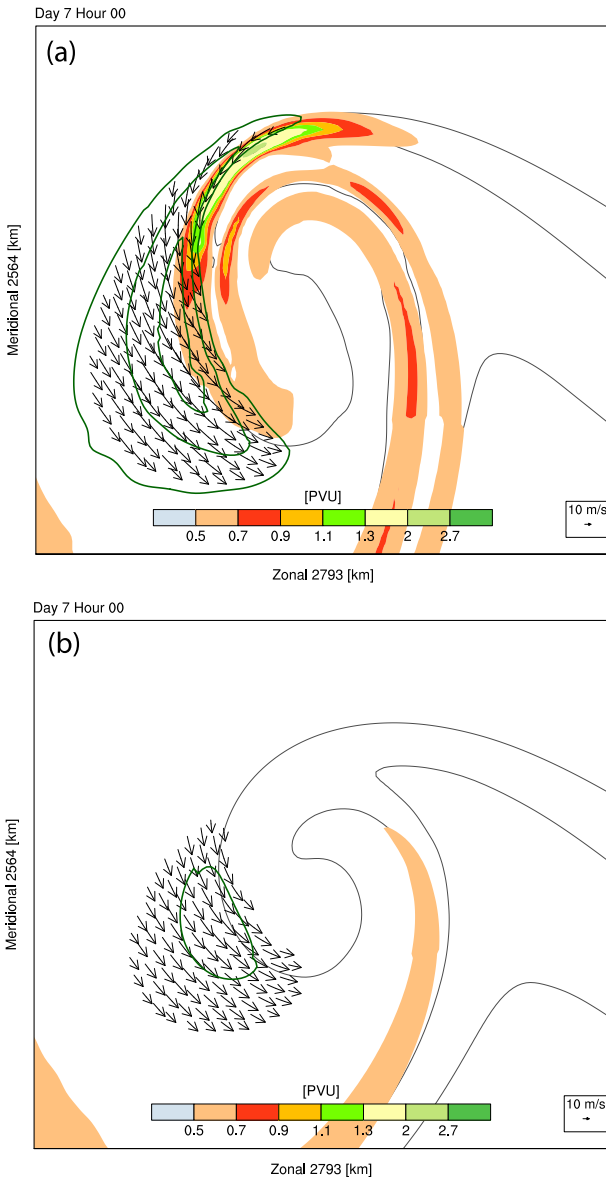 Day 7 Hour 00
(a)
Meridional 2564 [km]
[PVU]
0.5 0.7 0.9 1.1 1.3 2 2.7
10 m/s
Zonal 2793 [km]
Day 7 Hour 00
(b)
Meridional 2564 [km]
[PVU]
0.5 0.7 0.9 1.1 1.3 2 2.7
10 m/s
Zonal 2793 [km]